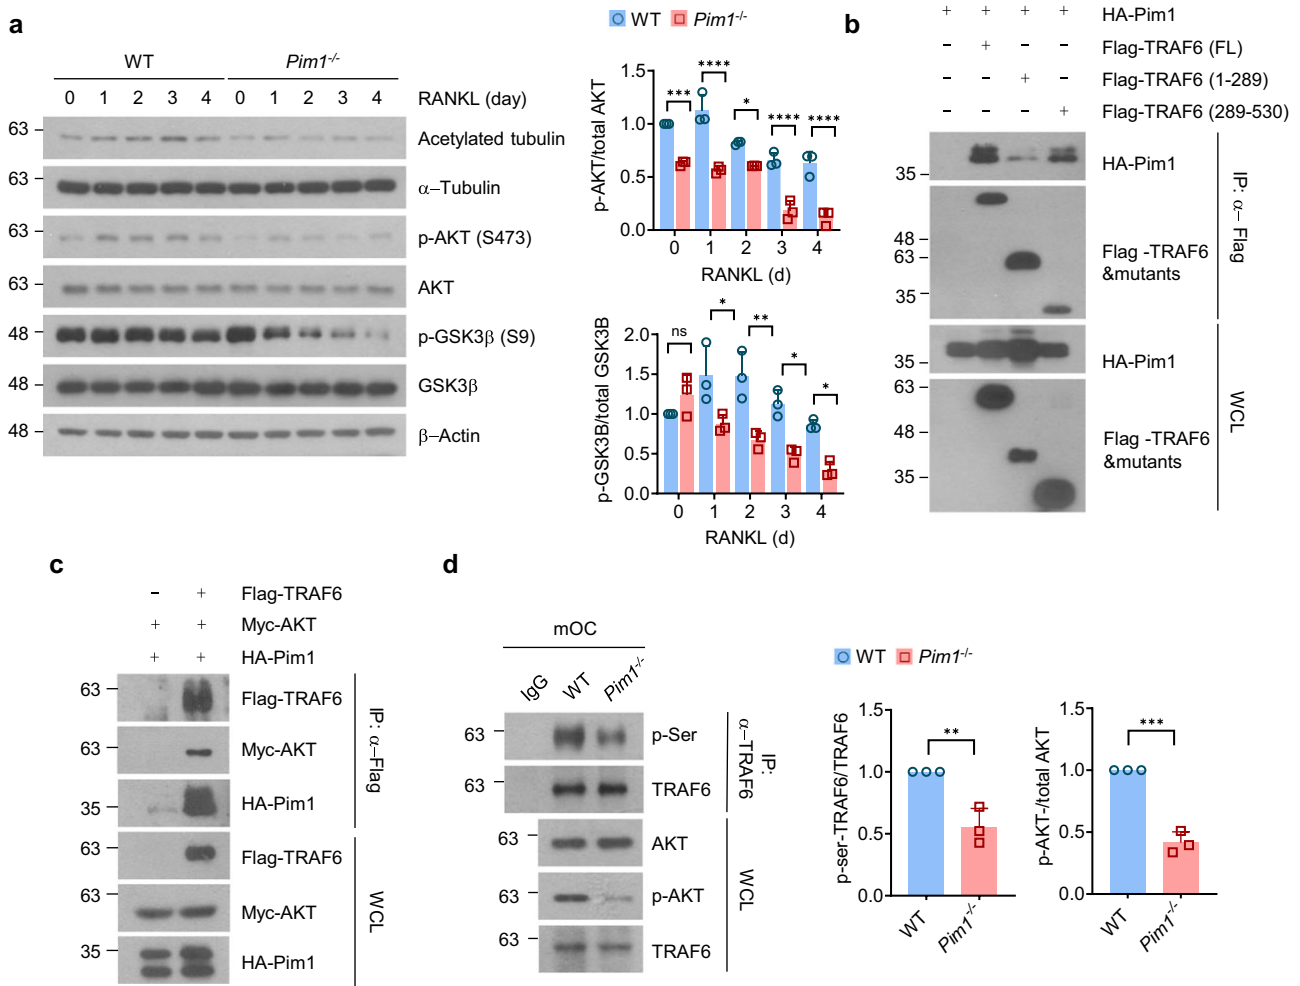 a
WT Pim1-/-
0 1 2 3 4 0 1 2 3 4 RANKL (day)
63 Acetylated tubulin
63 α–Tubulin
63 p-AKT (S473)
63 AKT
48 p-GSK3β (S9)
48 GSK3β
48 β–Actin
WT Pim1-/-
p-AKT/total AKT
1.5
1.0
0.5
0.0
*** **** * **** ****
0 1 2 3 4
RANKL (d)
p-GSK3B/total GSK3B
2.0
1.5
1.0
0.5
0.0
ns * ** * *
0 1 2 3 4
RANKL (d)
b
+ + + + HA-Pim1
– + – – Flag-TRAF6 (FL)
– – + – Flag-TRAF6 (1-289)
– – – + Flag-TRAF6 (289-530)
35 HA-Pim1
48
63
35
Flag -TRAF6
&mutants
IP: α– Flag
35 HA-Pim1
63
48
35
Flag -TRAF6
&mutants
WCL
c
– + Flag-TRAF6
+ + Myc-AKT
+ + HA-Pim1
63 Flag-TRAF6
63 Myc-AKT
35 HA-Pim1
IP: α–Flag
63 Flag-TRAF6
63 Myc-AKT
35 HA-Pim1
WCL
d
mOC
IgG WT Pim1-/-
63 p-Ser
63 TRAF6
IP:
α–TRAF6
63 AKT
63 p-AKT
63 TRAF6
WCL
WT Pim1-/-
p-ser-TRAF6/TRAF6
1.5
1.0
0.5
0.0
**
WT Pim1-/-
p-AKT-/total AKT
1.5
1.0
0.5
0.0
***
WT Pim1-/-